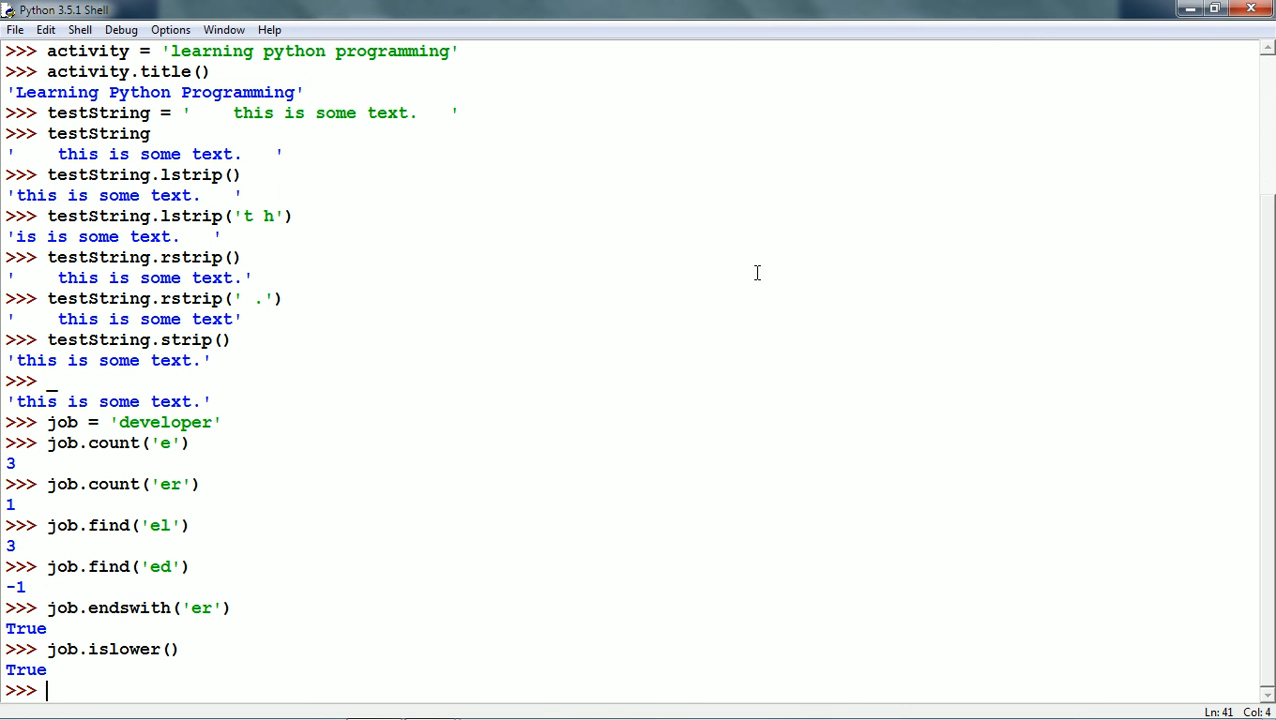 Python 3.5.1 Shell
File Edit Shell Debug Options Window Help
>>> activity = 'learning python programming'
>>> activity.title()
'Learning Python Programming'
>>> testString = '    this is some text.   '
>>> testString
'    this is some text.   '
>>> testString.lstrip()
'this is some text.   '
>>> testString.lstrip('t h')
'is is some text.   '
>>> testString.rstrip()
'    this is some text.'
>>> testString.rstrip(' .')
'    this is some text'
>>> testString.strip()
'this is some text.'
>>> _
'this is some text.'
>>> job = 'developer'
>>> job.count('e')
3
>>> job.count('er')
1
>>> job.find('el')
3
>>> job.find('ed')
-1
>>> job.endswith('er')
True
>>> job.islower()
True
>>>
Ln: 41 Col: 4